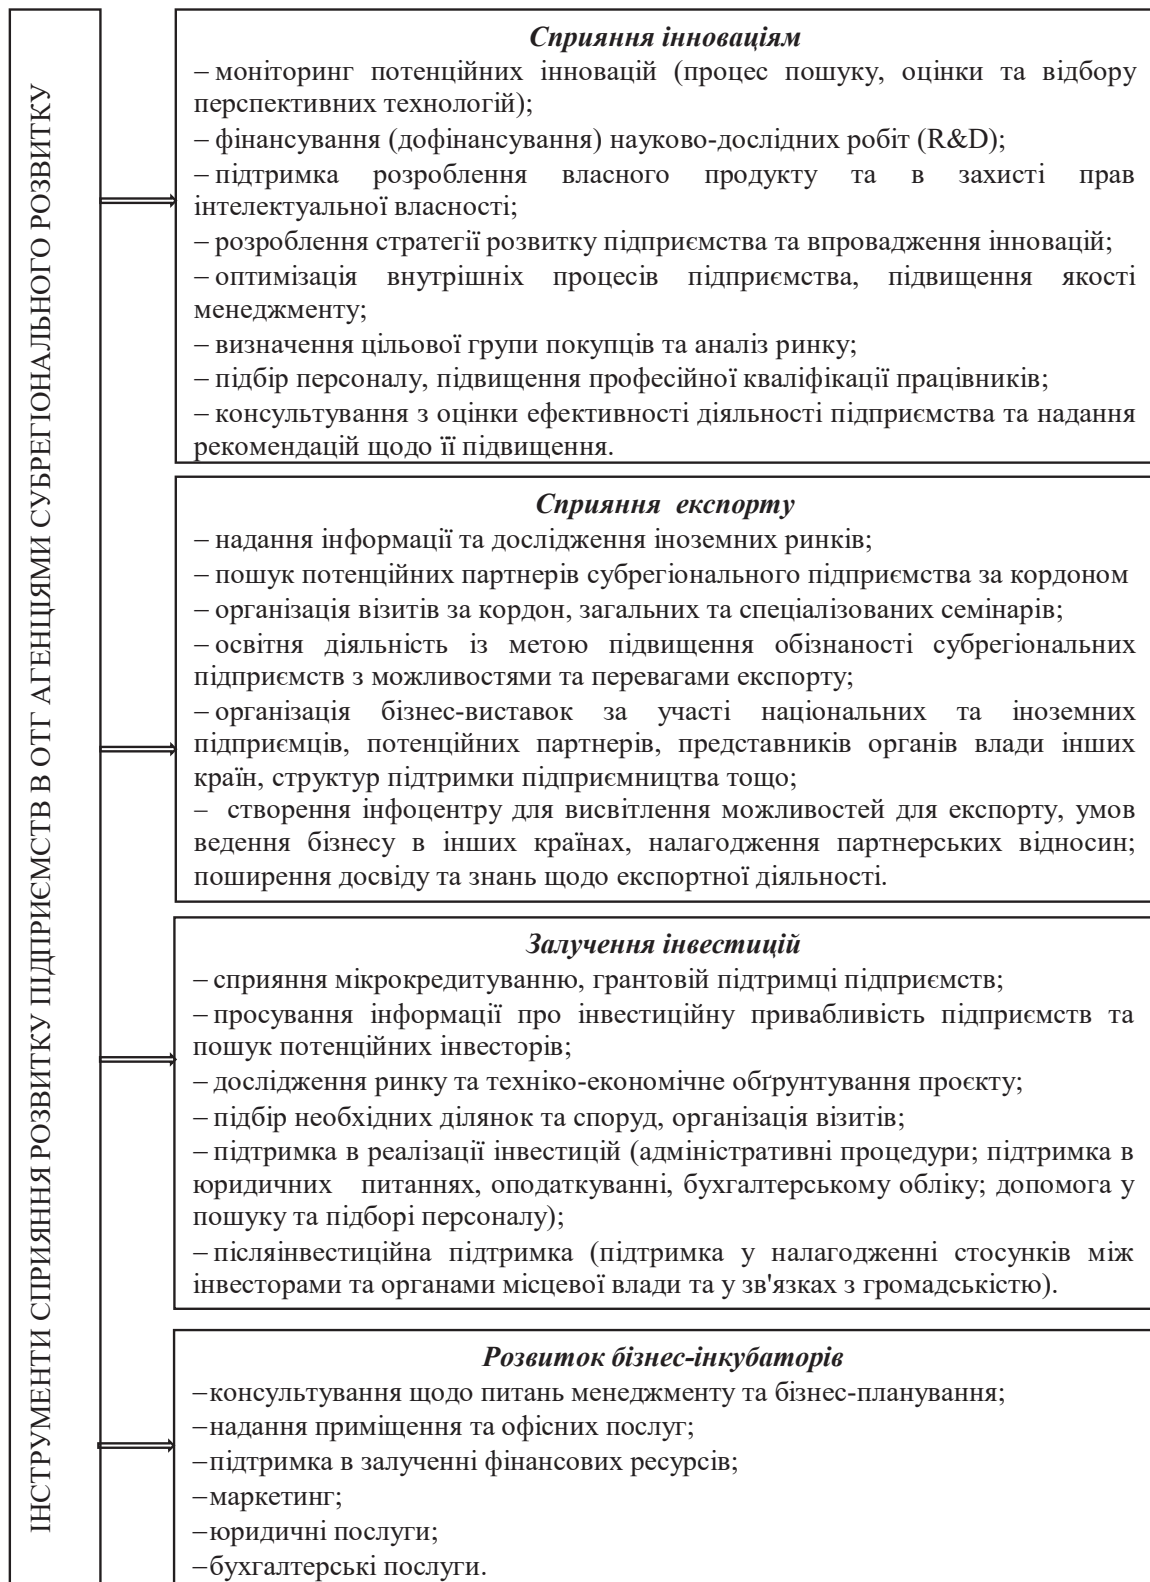 ІНСТРУМЕНТИ СПРИЯННЯ РОЗВИТКУ ПІДПРИЄМСТВ В ОТГ АГЕНЦІЯМИ СУБРЕГІОНАЛЬНОГО РОЗВИТКУ
Сприяння інноваціям
– моніторинг потенційних інновацій (процес пошуку, оцінки та відбору
перспективних технологій);
– фінансування (дофінансування) науково-дослідних робіт (R&D);
– підтримка розроблення власного продукту та в захисті прав
інтелектуальної власності;
– розроблення стратегії розвитку підприємства та впровадження інновацій;
– оптимізація внутрішніх процесів підприємства, підвищення якості
менеджменту;
– визначення цільової групи покупців та аналіз ринку;
– підбір персоналу, підвищення професійної кваліфікації працівників;
– консультування з оцінки ефективності діяльності підприємства та надання
рекомендацій щодо її підвищення.
Сприяння експорту
– надання інформації та дослідження іноземних ринків;
– пошук потенційних партнерів субрегіонального підприємства за кордоном
– організація візитів за кордон, загальних та спеціалізованих семінарів;
– освітня діяльність із метою підвищення обізнаності субрегіональних
підприємств з можливостями та перевагами експорту;
– організація бізнес-виставок за участі національних та іноземних
підприємців, потенційних партнерів, представників органів влади інших
країн, структур підтримки підприємництва тощо;
– створення інфоцентру для висвітлення можливостей для експорту, умов
ведення бізнесу в інших країнах, налагодження партнерських відносин;
поширення досвіду та знань щодо експортної діяльності.
Залучення інвестицій
– сприяння мікрокредитуванню, грантовій підтримці підприємств;
– просування інформації про інвестиційну привабливість підприємств та
пошук потенційних інвесторів;
– дослідження ринку та техніко-економічне обґрунтування проєкту;
– підбір необхідних ділянок та споруд, організація візитів;
– підтримка в реалізації інвестицій (адміністративні процедури; підтримка в
юридичних питаннях, оподаткуванні, бухгалтерському обліку; допомога у
пошуку та підборі персоналу);
– післяінвестиційна підтримка (підтримка у налагодженні стосунків між
інвесторами та органами місцевої влади та у зв'язках з громадськістю).
Розвиток бізнес-інкубаторів
–консультування щодо питань менеджменту та бізнес-планування;
–надання приміщення та офісних послуг;
–підтримка в залученні фінансових ресурсів;
–маркетинг;
–юридичні послуги;
–бухгалтерські послуги.